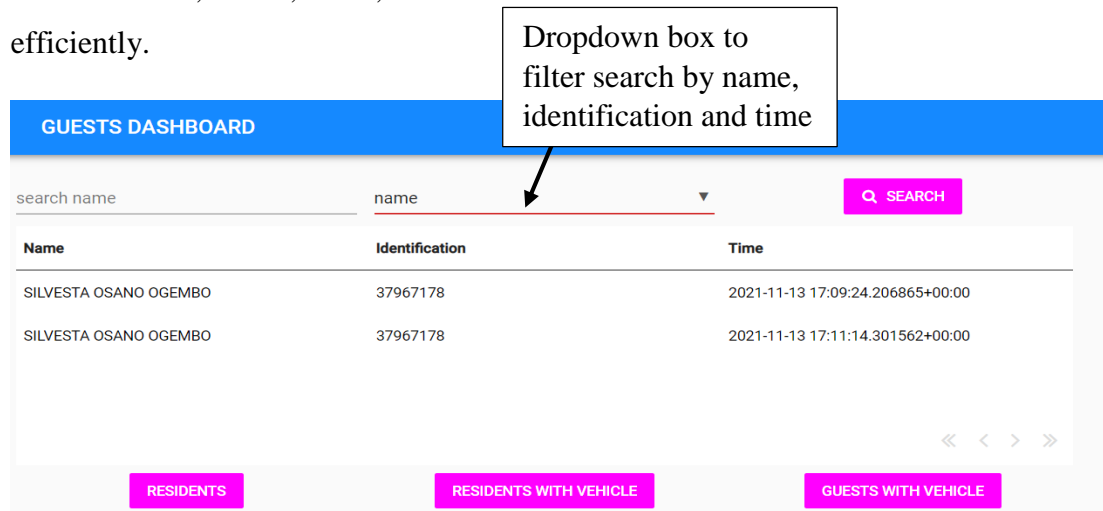 efficiently.
Dropdown box to
filter search by name,
identification and time
GUESTS DASHBOARD
search name
name
SEARCH
Name Identification Time
SILVESTA OSANO OGEMBO 37967178 2021-11-13 17:09:24.206865+00:00
SILVESTA OSANO OGEMBO 37967178 2021-11-13 17:11:14.301562+00:00
RESIDENTS
RESIDENTS WITH VEHICLE
GUESTS WITH VEHICLE